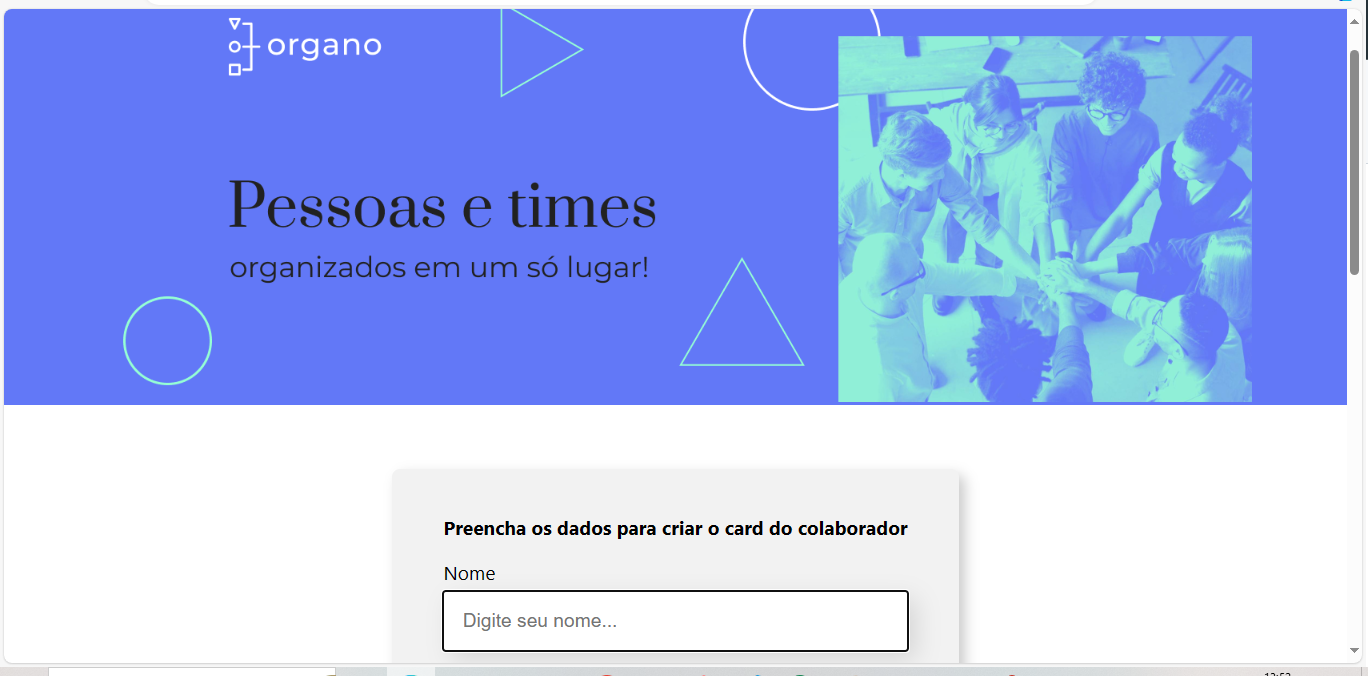 organo
Pessoas e times
organizados em um só lugar!
Preencha os dados para criar o card do colaborador
Nome
Digite seu nome...